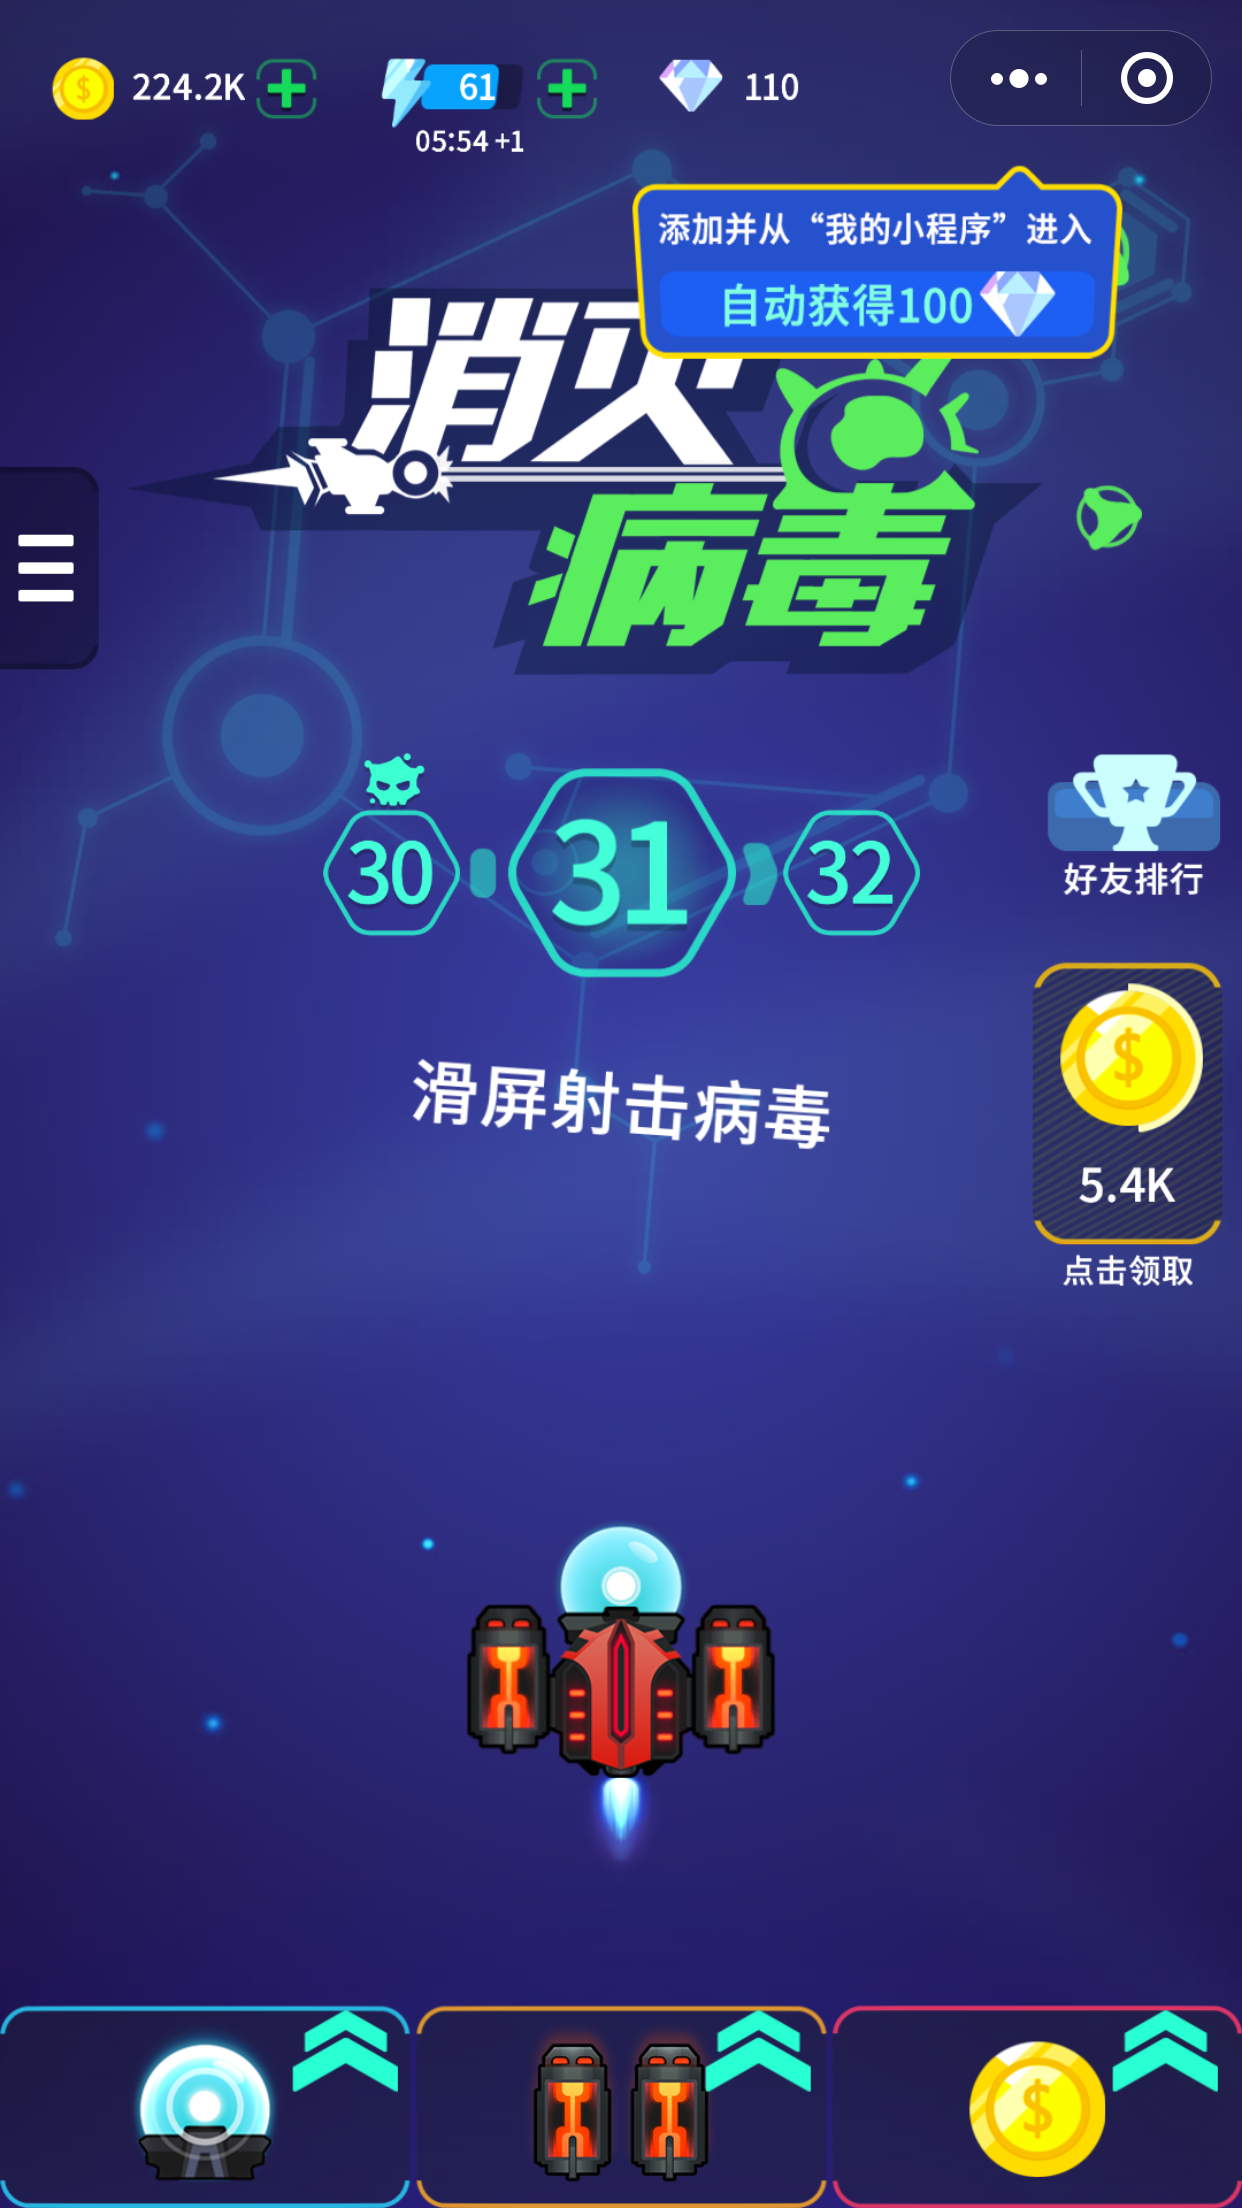 224.2K
61
05:54 +1
110
添加并从“我的小程序”进入
自动获得100
消灭
病毒
30
31
32
好友排行
滑屏射击病毒
5.4K
点击领取